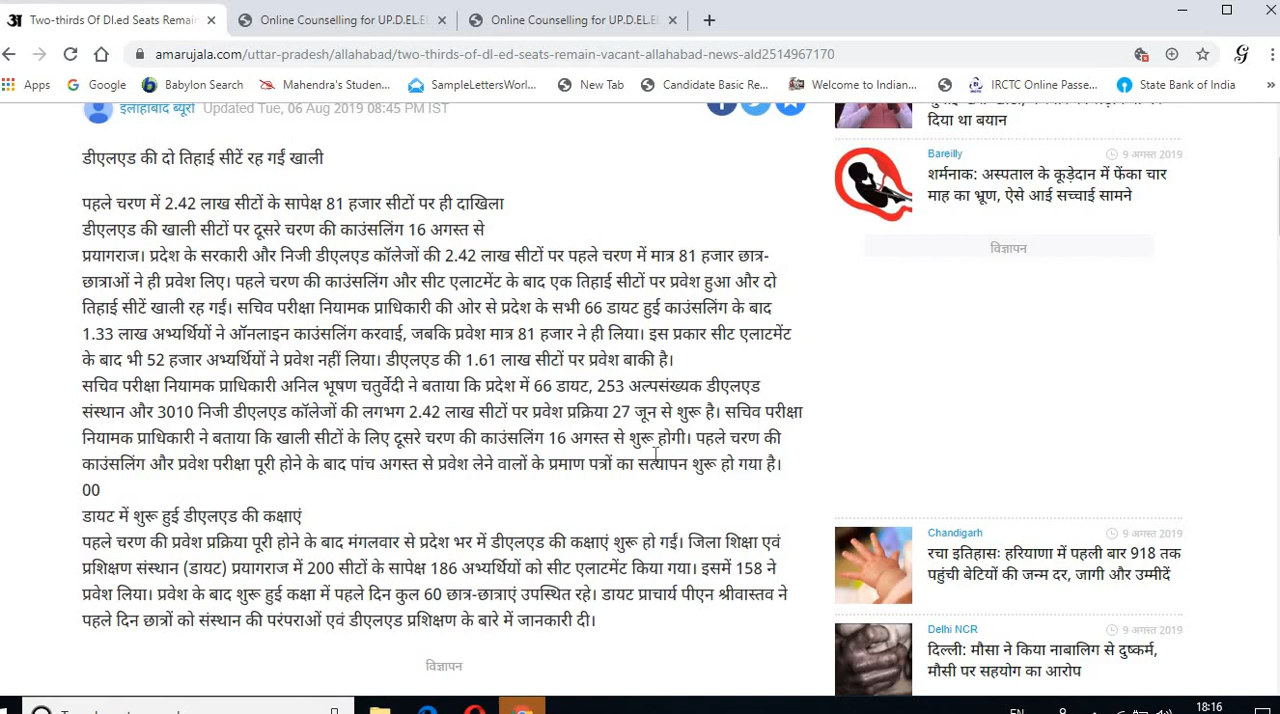 Two-thirds Of Dl.ed Seats Remain
Online Counselling for UP.D.EL.E
Online Counselling for UP.D.EL.E
amarujala.com/uttar-pradesh/allahabad/two-thirds-of-dl-ed-seats-remain-vacant-allahabad-news-ald2514967170
Apps Google Babylon Search Mahendra's Studen... SampleLettersWorl... New Tab Candidate Basic Re... Welcome to Indian... IRCTC Online Passe... State Bank of India »
इलाहाबाद ब्यूरो Updated Tue, 06 Aug 2019 08:45 PM IST
डीएलएड की दो तिहाई सीटें रह गईं खाली
पहले चरण में 2.42 लाख सीटों के सापेक्ष 81 हजार सीटों पर ही दाखिला
डीएलएड की खाली सीटों पर दूसरे चरण की काउंसलिंग 16 अगस्त से
प्रयागराज। प्रदेश के सरकारी और निजी डीएलएड कॉलेजों की 2.42 लाख सीटों पर पहले चरण में मात्र 81 हजार छात्र-
छात्राओं ने ही प्रवेश लिए। पहले चरण की काउंसलिंग और सीट एलाटमेंट के बाद एक तिहाई सीटों पर प्रवेश हुआ और दो
तिहाई सीटें खाली रह गईं। सचिव परीक्षा नियामक प्राधिकारी की ओर से प्रदेश के सभी 66 डायट हुई काउंसलिंग के बाद
1.33 लाख अभ्यर्थियों ने ऑनलाइन काउंसलिंग करवाई, जबकि प्रवेश मात्र 81 हजार ने ही लिया। इस प्रकार सीट एलाटमेंट
के बाद भी 52 हजार अभ्यर्थियों ने प्रवेश नहीं लिया। डीएलएड की 1.61 लाख सीटों पर प्रवेश बाकी है।
सचिव परीक्षा नियामक प्राधिकारी अनिल भूषण चतुर्वेदी ने बताया कि प्रदेश में 66 डायट, 253 अल्पसंख्यक डीएलएड
संस्थान और 3010 निजी डीएलएड कॉलेजों की लगभग 2.42 लाख सीटों पर प्रवेश प्रक्रिया 27 जून से शुरू है। सचिव परीक्षा
नियामक प्राधिकारी ने बताया कि खाली सीटों के लिए दूसरे चरण की काउंसलिंग 16 अगस्त से शुरू होगी। पहले चरण की
काउंसलिंग और प्रवेश परीक्षा पूरी होने के बाद पांच अगस्त से प्रवेश लेने वालों के प्रमाण पत्रों का सत्यापन शुरू हो गया है।
00
डायट में शुरू हुई डीएलएड की कक्षाएं
पहले चरण की प्रवेश प्रक्रिया पूरी होने के बाद मंगलवार से प्रदेश भर में डीएलएड की कक्षाएं शुरू हो गईं। जिला शिक्षा एवं
प्रशिक्षण संस्थान (डायट) प्रयागराज में 200 सीटों के सापेक्ष 186 अभ्यर्थियों को सीट एलाटमेंट किया गया। इसमें 158 ने
प्रवेश लिया। प्रवेश के बाद शुरू हुई कक्षा में पहले दिन कुल 60 छात्र-छात्राएं उपस्थित रहे। डायट प्राचार्य पीएन श्रीवास्तव ने
पहले दिन छात्रों को संस्थान की परंपराओं एवं डीएलएड प्रशिक्षण के बारे में जानकारी दी।
विज्ञापन
दिया था बयान
Bareilly 9 अगस्त 2019
शर्मनाक: अस्पताल के कूड़ेदान में फेंका चार
माह का भ्रूण, ऐसे आई सच्चाई सामने
विज्ञापन
Chandigarh 9 अगस्त 2019
रचा इतिहासः हरियाणा में पहली बार 918 तक
पहुंची बेटियों की जन्म दर, जागी और उम्मीदें
Delhi NCR 9 अगस्त 2019
दिल्ली: मौसा ने किया नाबालिग से दुष्कर्म,
मौसी पर सहयोग का आरोप
18:16